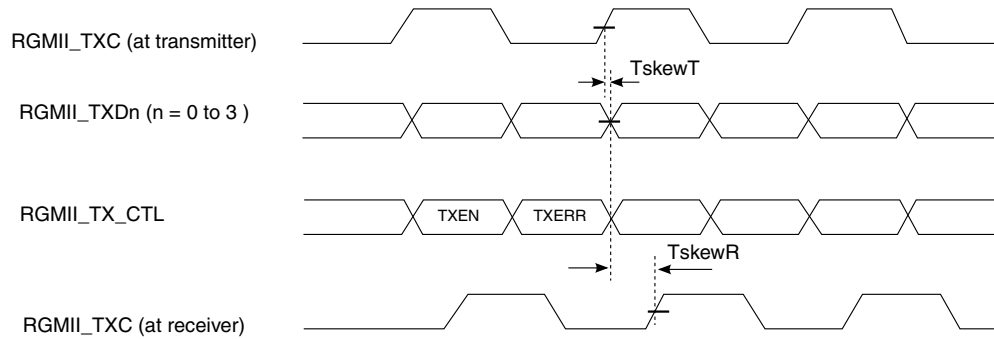 RGMII_TXC (at transmitter)
TskewT
RGMII_TXDn (n = 0 to 3 )
RGMII_TX_CTL
TXEN
TXERR
TskewR
RGMII_TXC (at receiver)